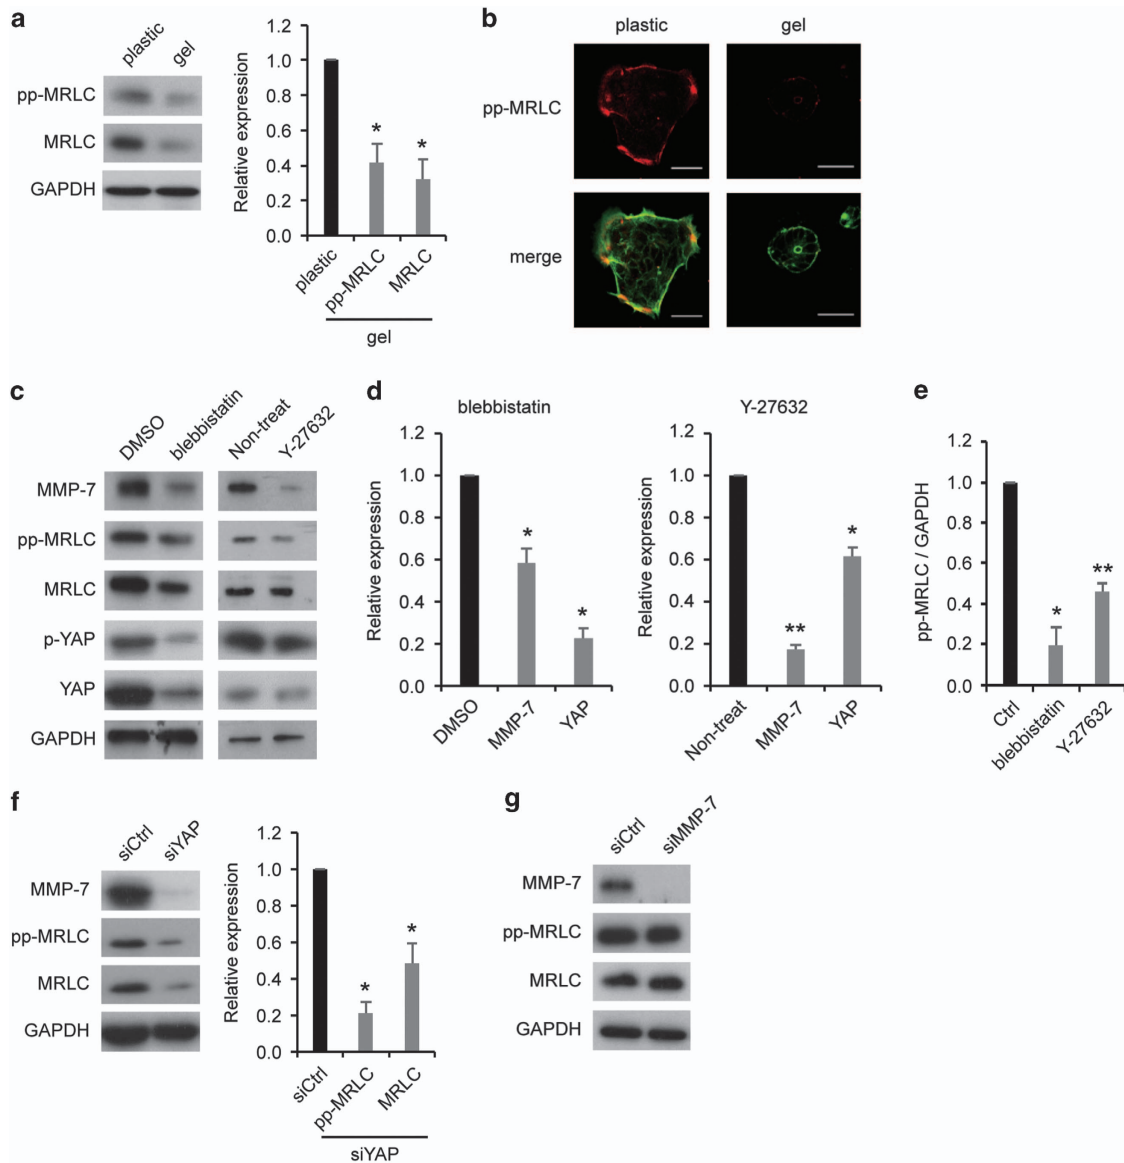 a
plastic
gel
pp-MRLC
MRLC
GAPDH
Relative expression
1.2
1.0
0.8
0.6
0.4
0.2
0.0
*
*
plastic
pp-MRLC
MRLC
gel
b
plastic
gel
pp-MRLC
merge
c
DMSO
blebbistatin
Non-treat
Y-27632
MMP-7
pp-MRLC
MRLC
p-YAP
YAP
GAPDH
d
blebbistatin
Relative expression
1.2
1.0
0.8
0.6
0.4
0.2
0.0
*
*
DMSO
MMP-7
YAP
Y-27632
Relative expression
1.2
1.0
0.8
0.6
0.4
0.2
0.0
**
*
Non-treat
MMP-7
YAP
e
pp-MRLC / GAPDH
1.2
1.0
0.8
0.6
0.4
0.2
0.0
*
**
Ctrl
blebbistatin
Y-27632
f
siCtrl
siYAP
MMP-7
pp-MRLC
MRLC
GAPDH
Relative expression
1.2
1.0
0.8
0.6
0.4
0.2
0.0
*
*
siCtrl
pp-MRLC
MRLC
siYAP
g
siCtrl
siMMP-7
MMP-7
pp-MRLC
MRLC
GAPDH